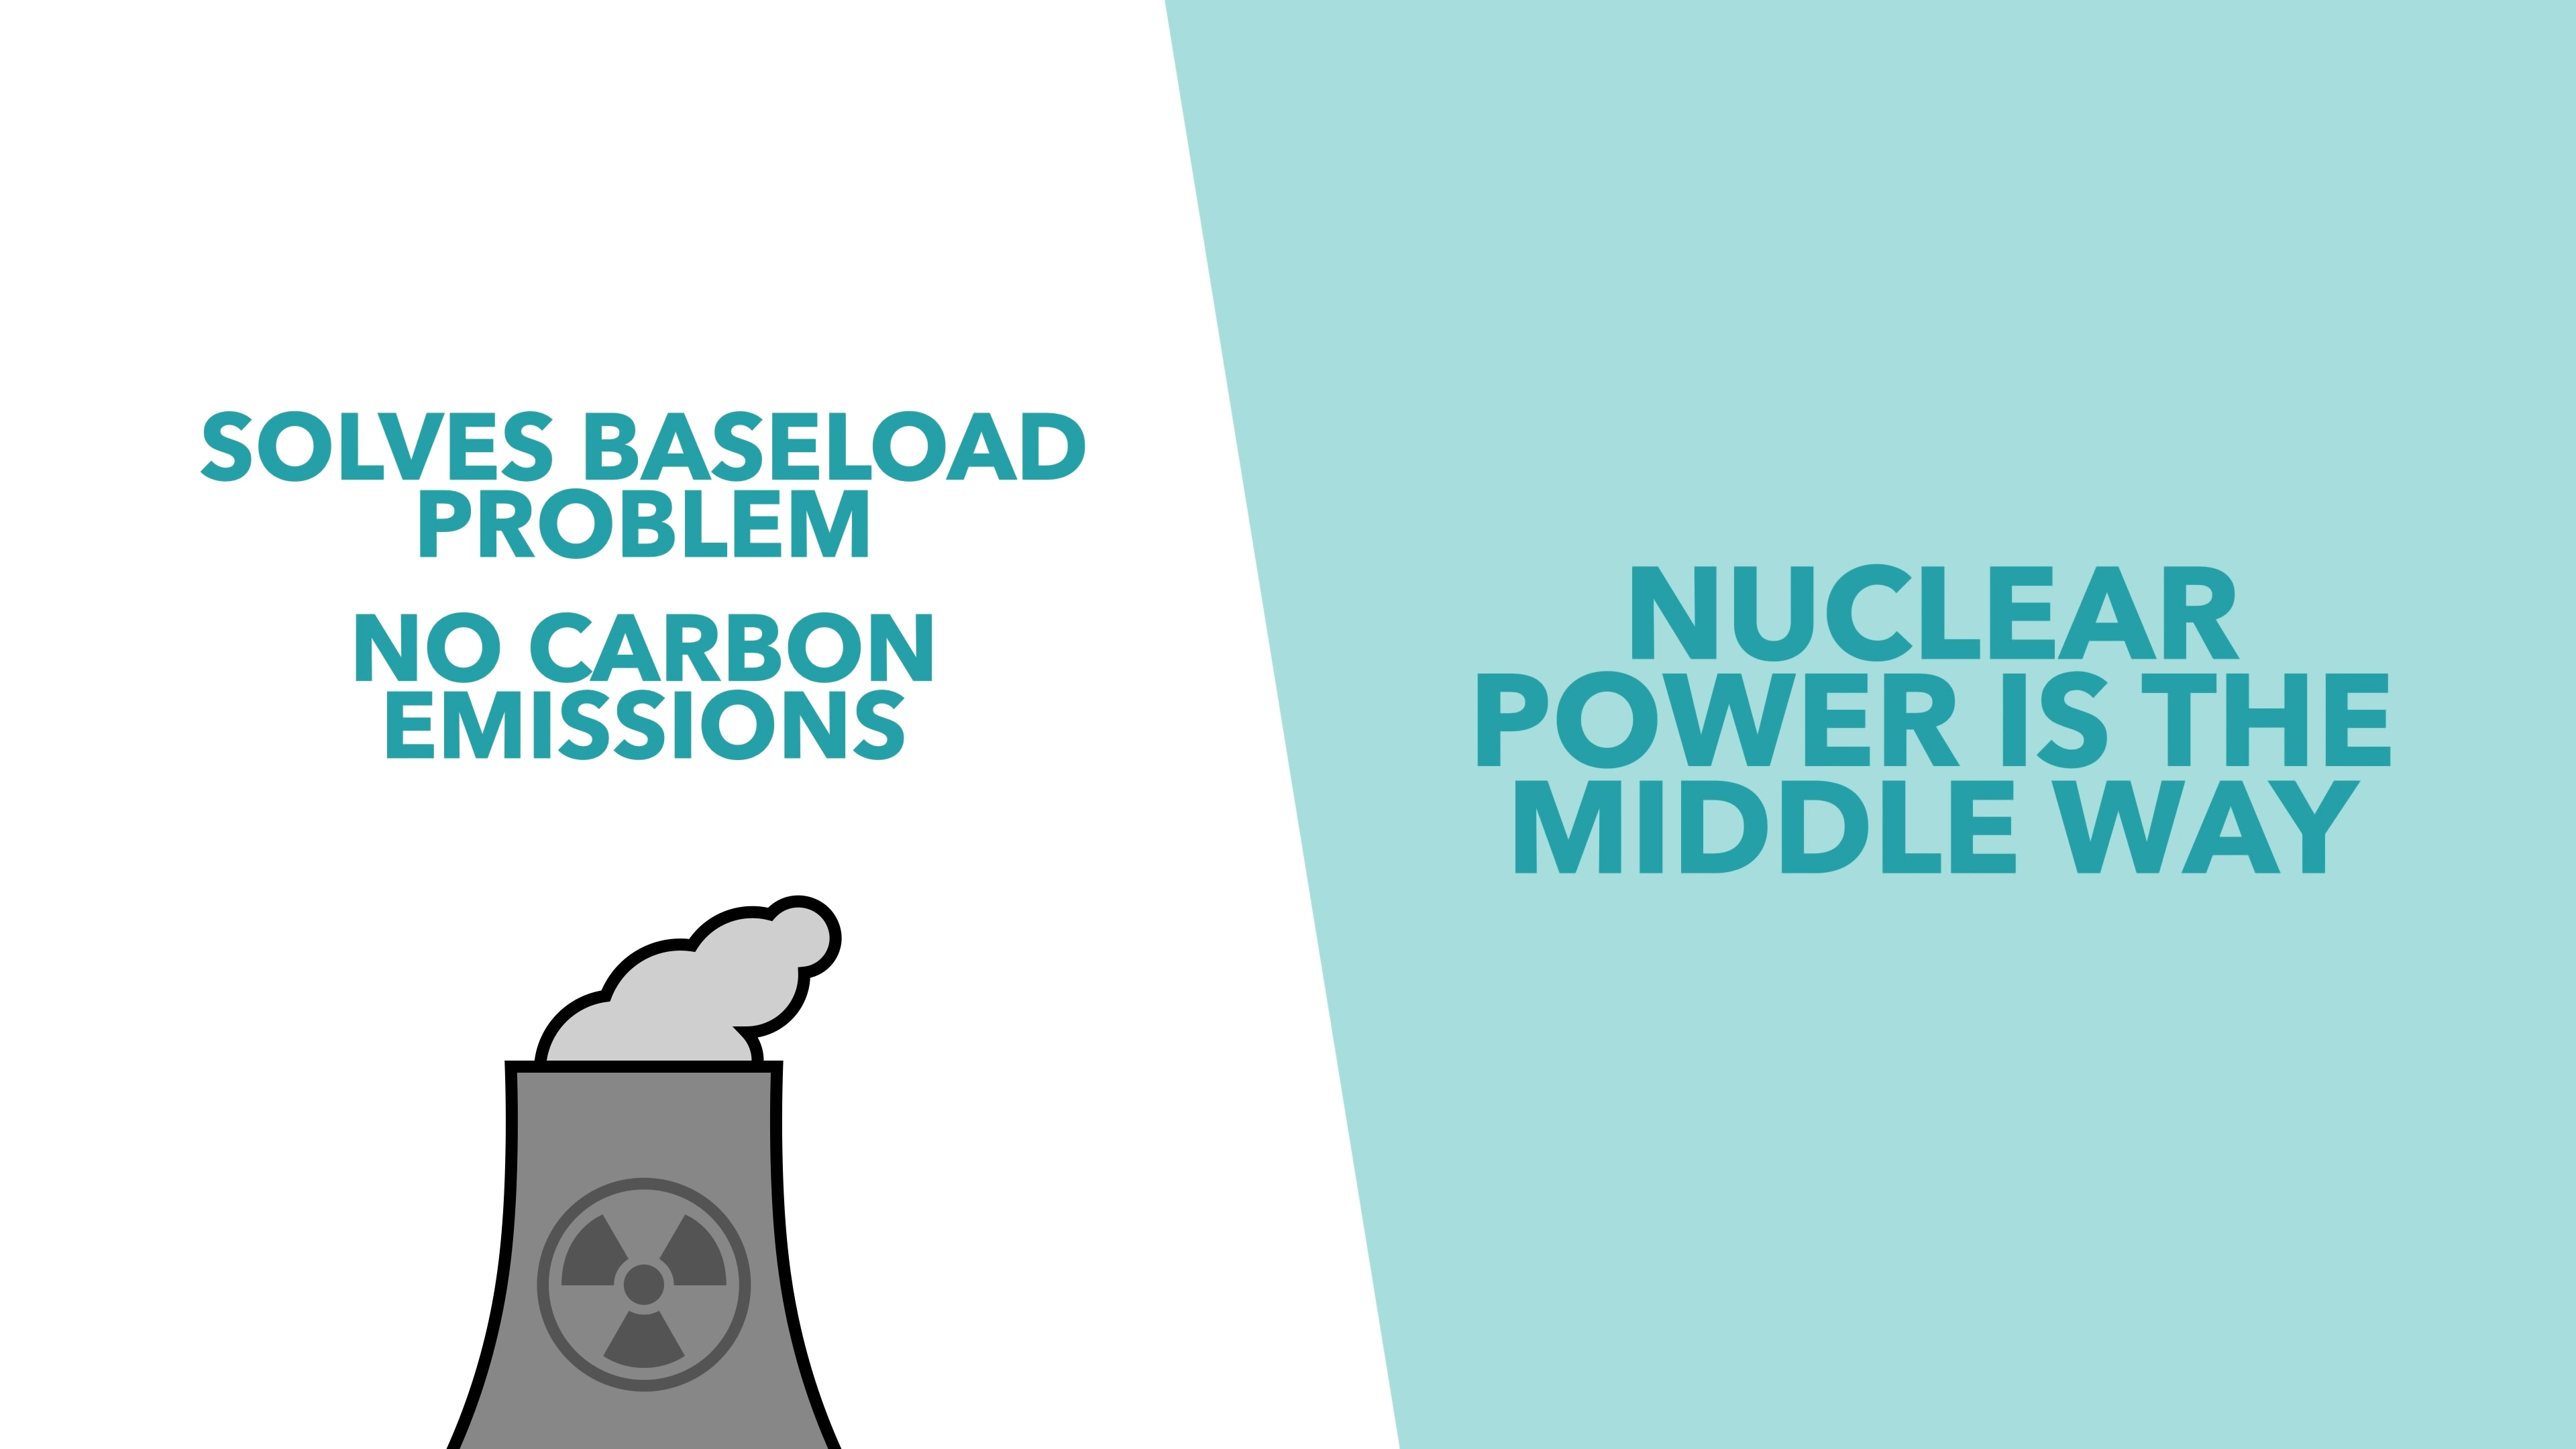 SOLVES BASELOAD
PROBLEM
NO CARBON
EMISSIONS
NUCLEAR
POWER IS THE
MIDDLE WAY